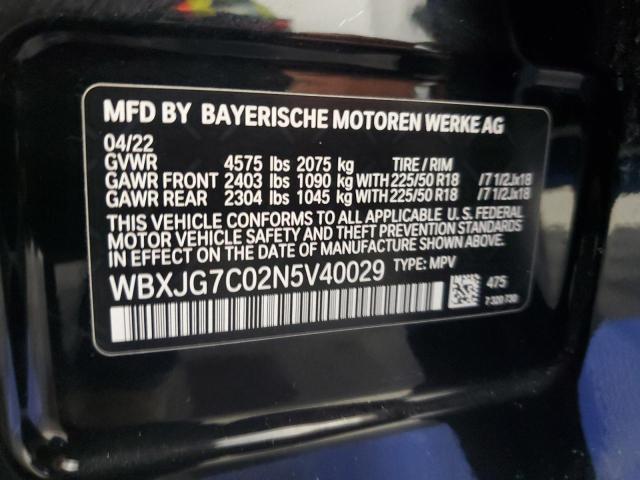 MFD BY BAYERISCHE MOTOREN WERKE AG
04/22
GVWR 4575 lbs 2075 kg TIRE / RIM
GAWR FRONT 2403 lbs 1090 kg WITH 225/50 R18 /7 1/2Jx18
GAWR REAR 2304 lbs 1045 kg WITH 225/50 R18 /7 1/2Jx18
THIS VEHICLE CONFORMS TO ALL APPLICABLE U. S. FEDERAL
MOTOR VEHICLE SAFETY AND THEFT PREVENTION STANDARDS
IN EFFECT ON THE DATE OF MANUFACTURE SHOWN ABOVE.
WBXJG7C02N5V40029 TYPE: MPV
475
7 320 730